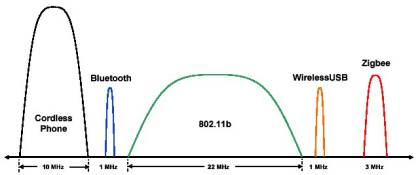 Cordless
Phone
Bluetooth
802.11b
WirelessUSB
Zigbee
10 MHz
1 MHz
22 MHz
1 MHz
3 MHz